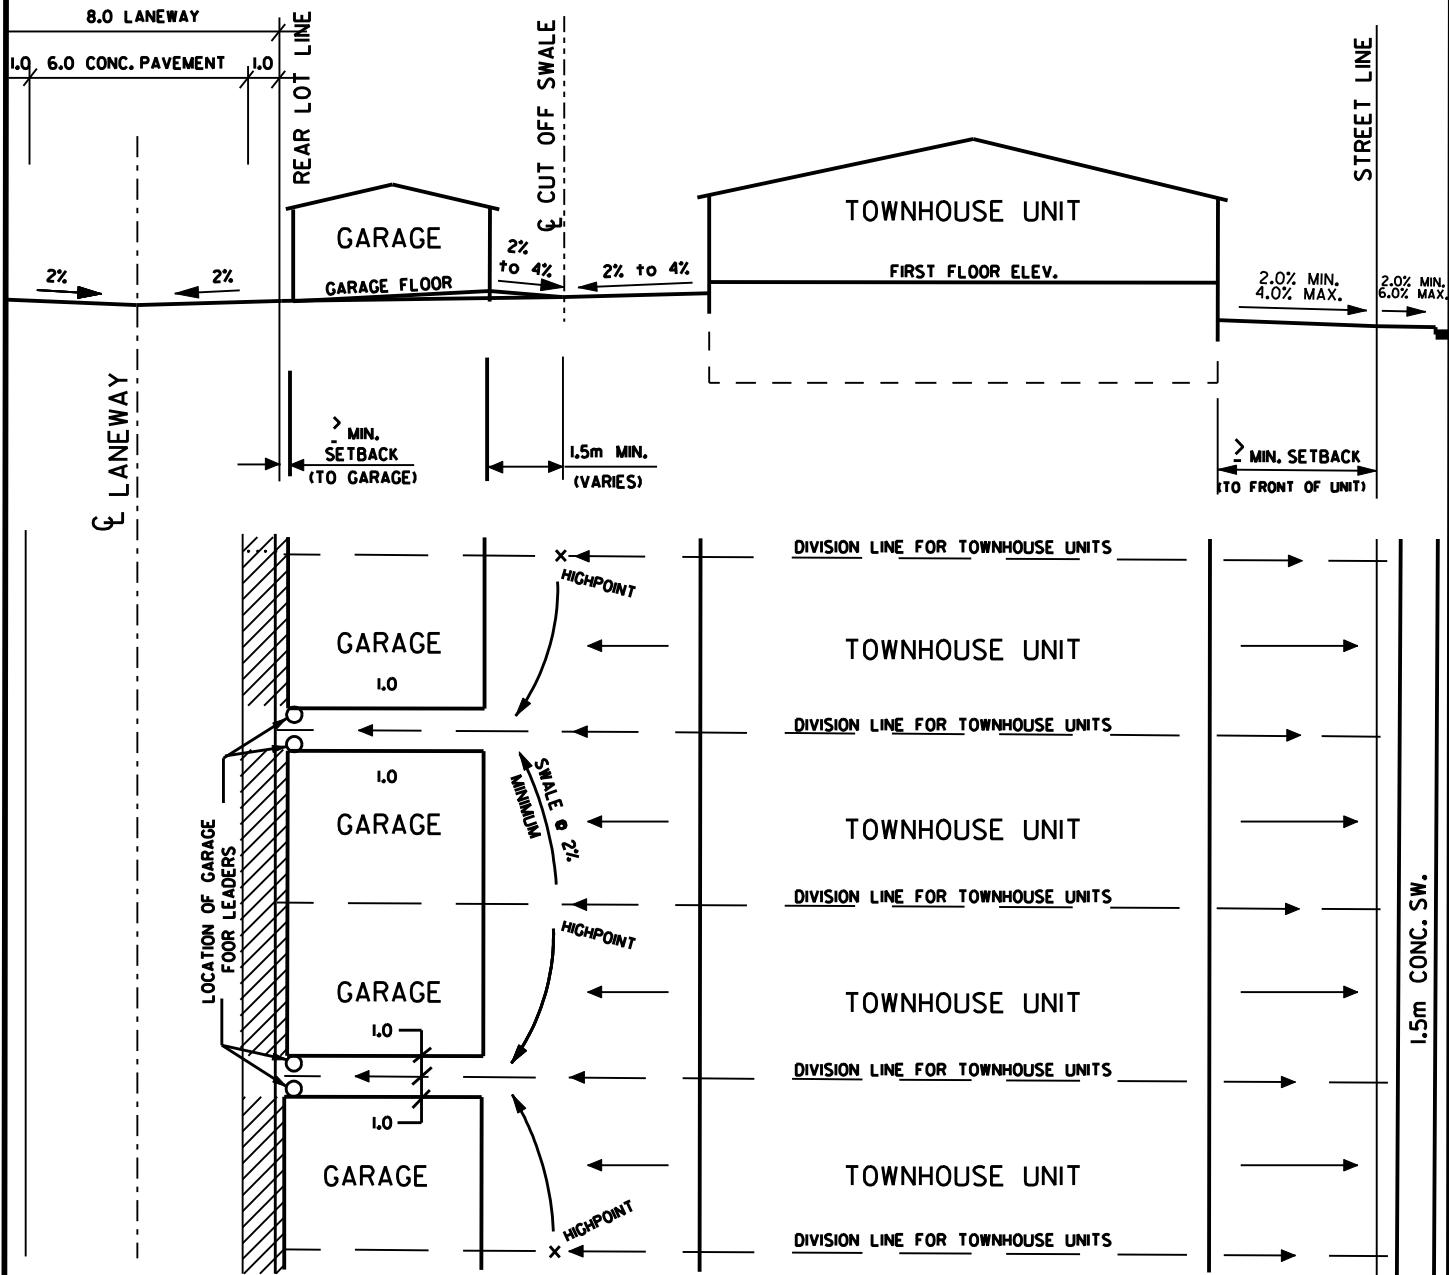 8.0 LANEWAY
1.0 6.0 CONC. PAVEMENT 1.0
REAR LOT LINE
℄ CUT OFF SWALE
STREET LINE
GARAGE
TOWNHOUSE UNIT
2%
2%
GARAGE FLOOR
2%
to 4%
2% to 4%
FIRST FLOOR ELEV.
2.0% MIN.
4.0% MAX.
2.0% MIN.
6.0% MAX.
℄ LANEWAY
≥ MIN.
SETBACK
(TO GARAGE)
1.5m MIN.
(VARIES)
≥ MIN. SETBACK
(TO FRONT OF UNIT)
DIVISION LINE FOR TOWNHOUSE UNITS
HIGHPOINT
GARAGE
TOWNHOUSE UNIT
1.0
DIVISION LINE FOR TOWNHOUSE UNITS
1.0
SWALE @ 2%
MINIMUM
GARAGE
TOWNHOUSE UNIT
LOCATION OF GARAGE
FOOR LEADERS
DIVISION LINE FOR TOWNHOUSE UNITS
HIGHPOINT
1.5m CONC. SW.
GARAGE
TOWNHOUSE UNIT
1.0
DIVISION LINE FOR TOWNHOUSE UNITS
1.0
GARAGE
TOWNHOUSE UNIT
HIGHPOINT
DIVISION LINE FOR TOWNHOUSE UNITS